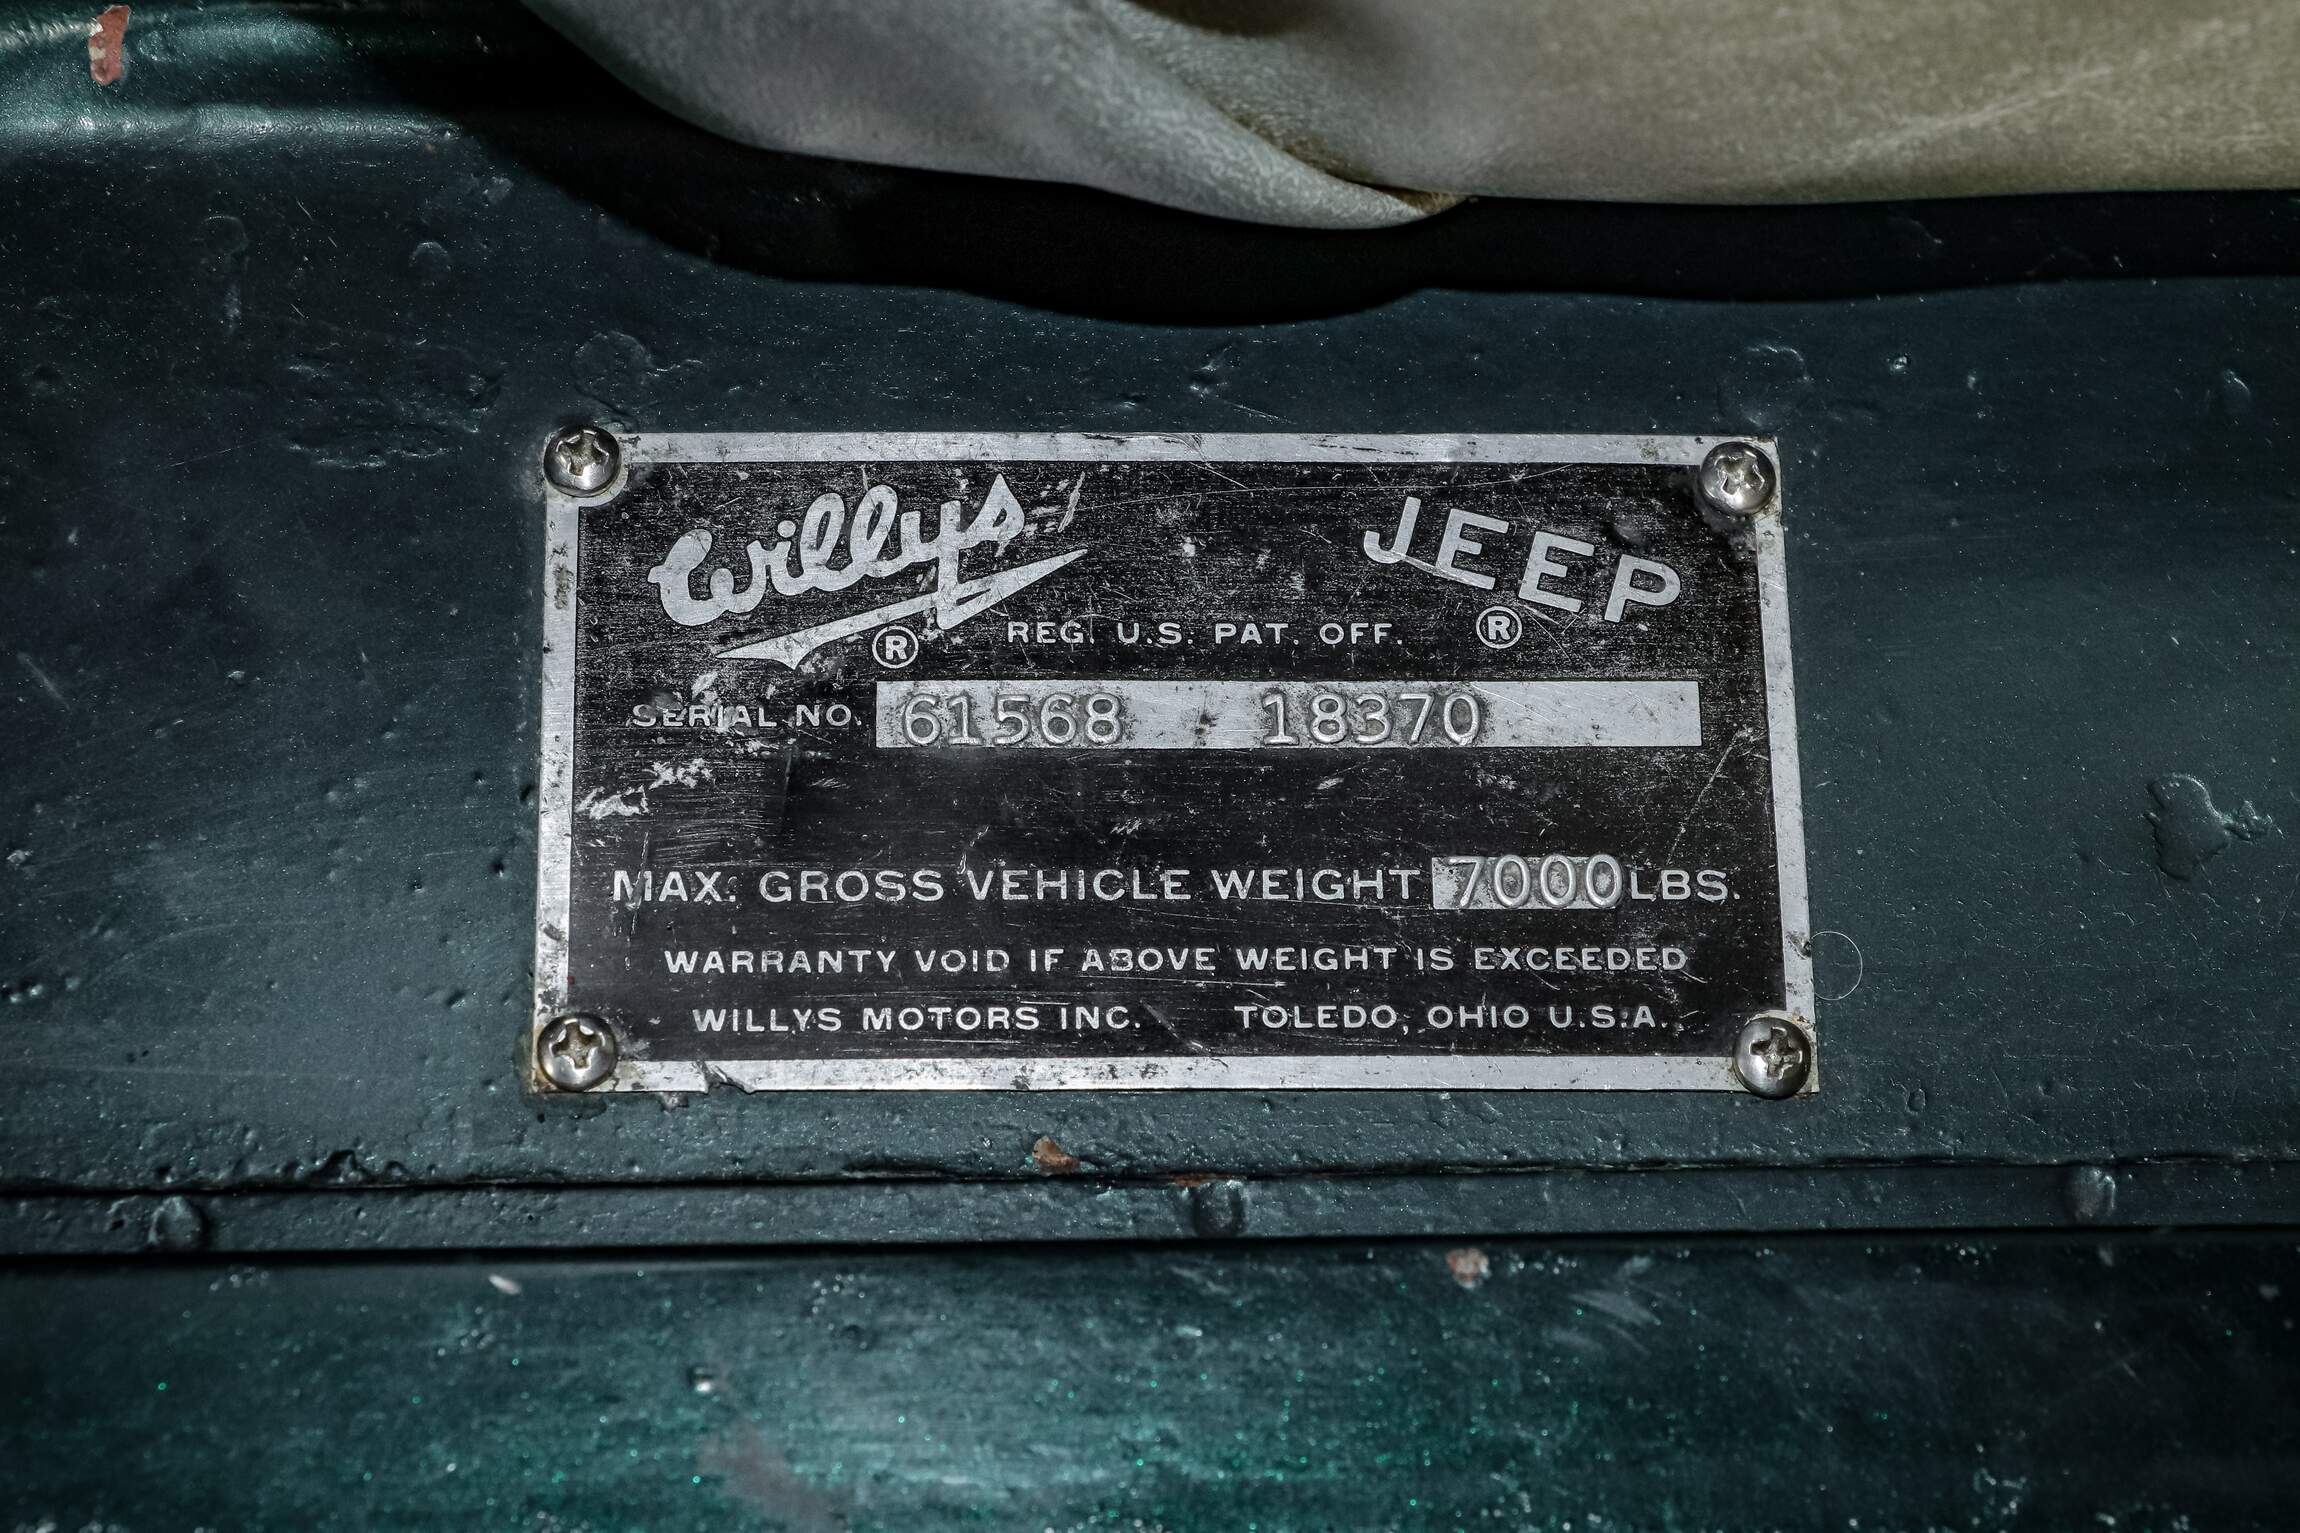 Willys JEEP
® REG. U.S. PAT. OFF. ®
SERIAL NO. 61568 18370
MAX. GROSS VEHICLE WEIGHT 7000 LBS.
WARRANTY VOID IF ABOVE WEIGHT IS EXCEEDED
WILLYS MOTORS INC. TOLEDO, OHIO U.S.A.